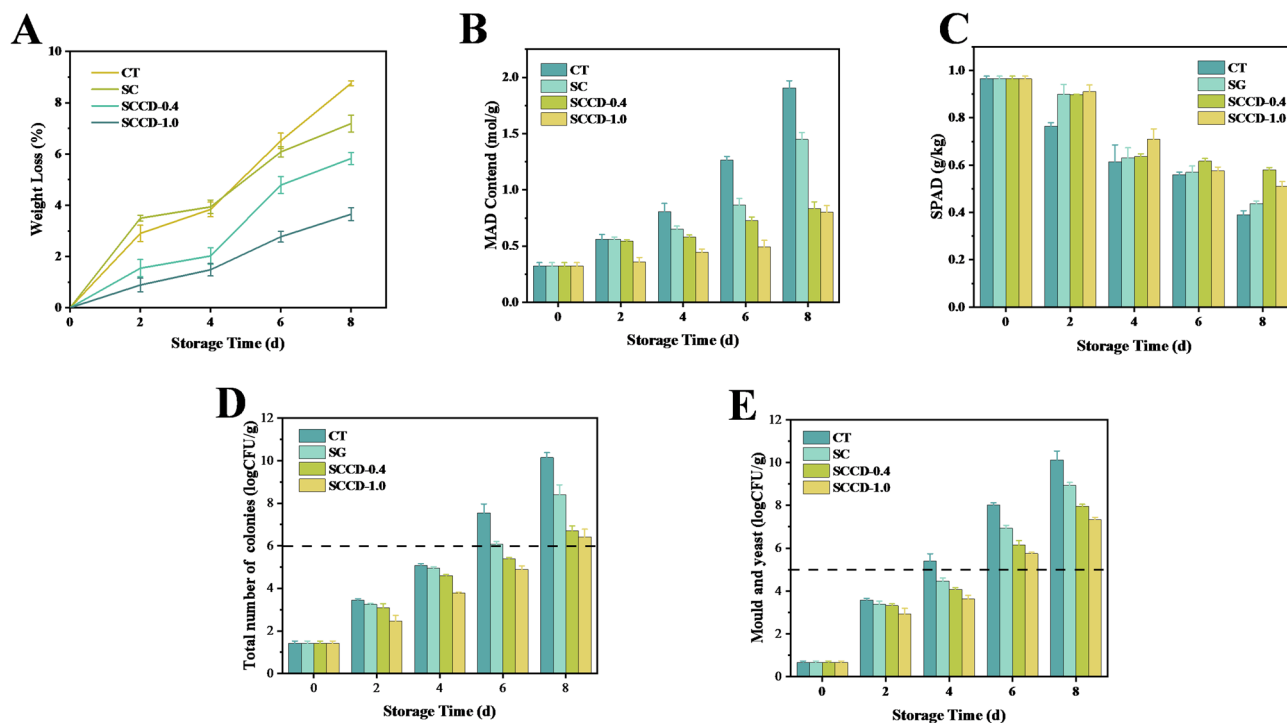 A
Weight Loss (%)
10
8
6
4
2
0
CT
SC
SCCD-0.4
SCCD-1.0
0 2 4 6 8
Storage Time (d)
B
MAD Contend (mol/g)
2.0
1.5
1.0
0.5
0.0
CT
SC
SCCD-0.4
SCCD-1.0
0 2 4 6 8
Storage Time (d)
C
SPAD (g/kg)
1.0
0.8
0.6
0.4
0.2
0.0
CT
SG
SCCD-0.4
SCCD-1.0
0 2 4 6 8
Storage Time (d)
D
Total number of colonies (logCFU/g)
12
10
8
6
4
2
0
CT
SG
SCCD-0.4
SCCD-1.0
0 2 4 6 8
Storage Time (d)
E
Mould and yeast (logCFU/g)
12
10
8
6
4
2
0
CT
SC
SCCD-0.4
SCCD-1.0
0 2 4 6 8
Storage Time (d)